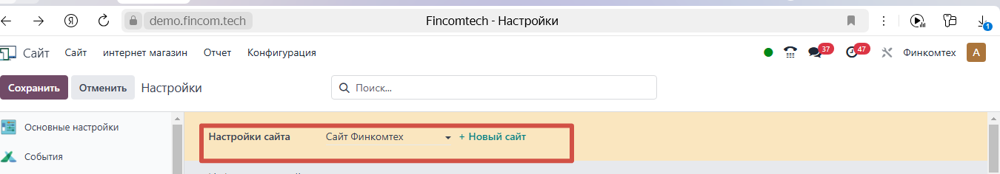 Я demo.fincom.tech Fincomtech - Настройки 1
Сайт Сайт интернет магазин Отчет Конфигурация 37 47 Финкомтех A
Сохранить Отменить Настройки Поиск...
Основные настройки
Настройки сайта Сайт Финкомтех + Новый сайт
События